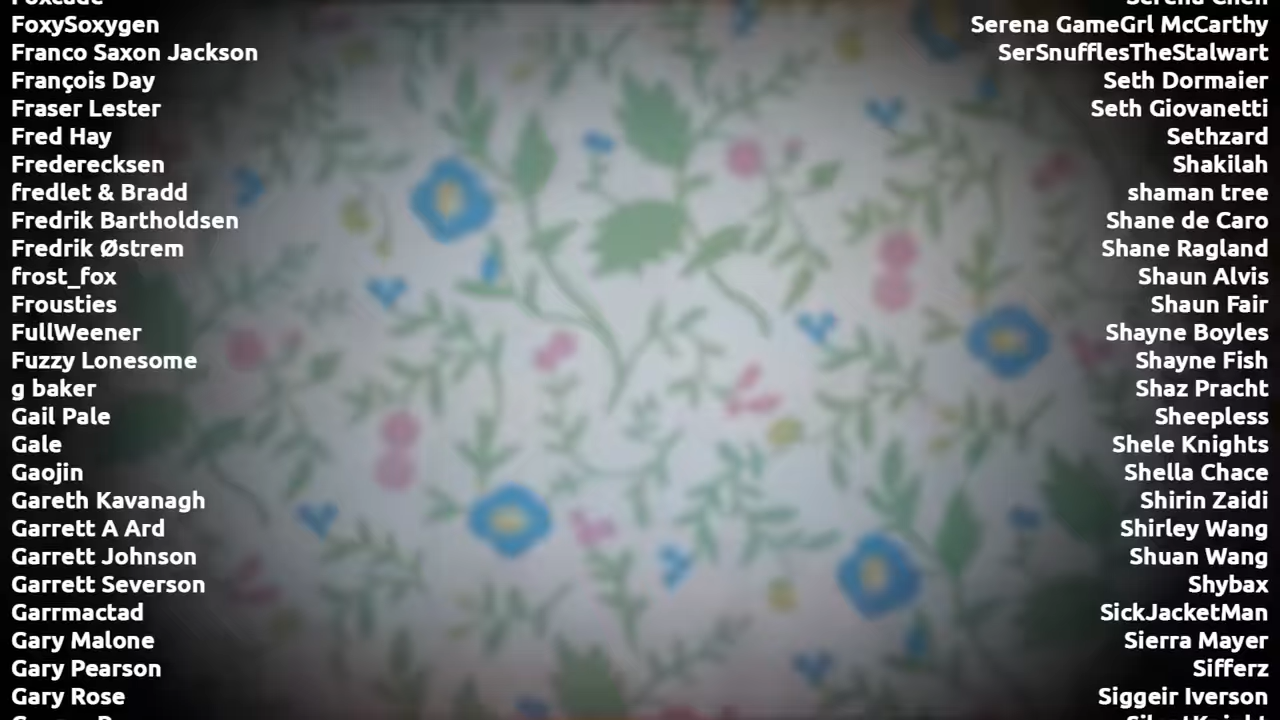 FoxySoxygen
Franco Saxon Jackson
François Day
Fraser Lester
Fred Hay
Frederecksen
fredlet & Bradd
Fredrik Bartholdsen
Fredrik Østrem
frost_fox
Frousties
FullWeener
Fuzzy Lonesome
g baker
Gail Pale
Gale
Gaojin
Gareth Kavanagh
Garrett A Ard
Garrett Johnson
Garrett Severson
Garrmactad
Gary Malone
Gary Pearson
Gary Rose
Serena Chen
Serena GameGrl McCarthy
SerSnufflesTheStalwart
Seth Dormaier
Seth Giovanetti
Sethzard
Shakilah
shaman tree
Shane de Caro
Shane Ragland
Shaun Alvis
Shaun Fair
Shayne Boyles
Shayne Fish
Shaz Pracht
Sheepless
Shele Knights
Shella Chace
Shirin Zaidi
Shirley Wang
Shuan Wang
Shybax
SickJacketMan
Sierra Mayer
Sifferz
Siggeir Iverson